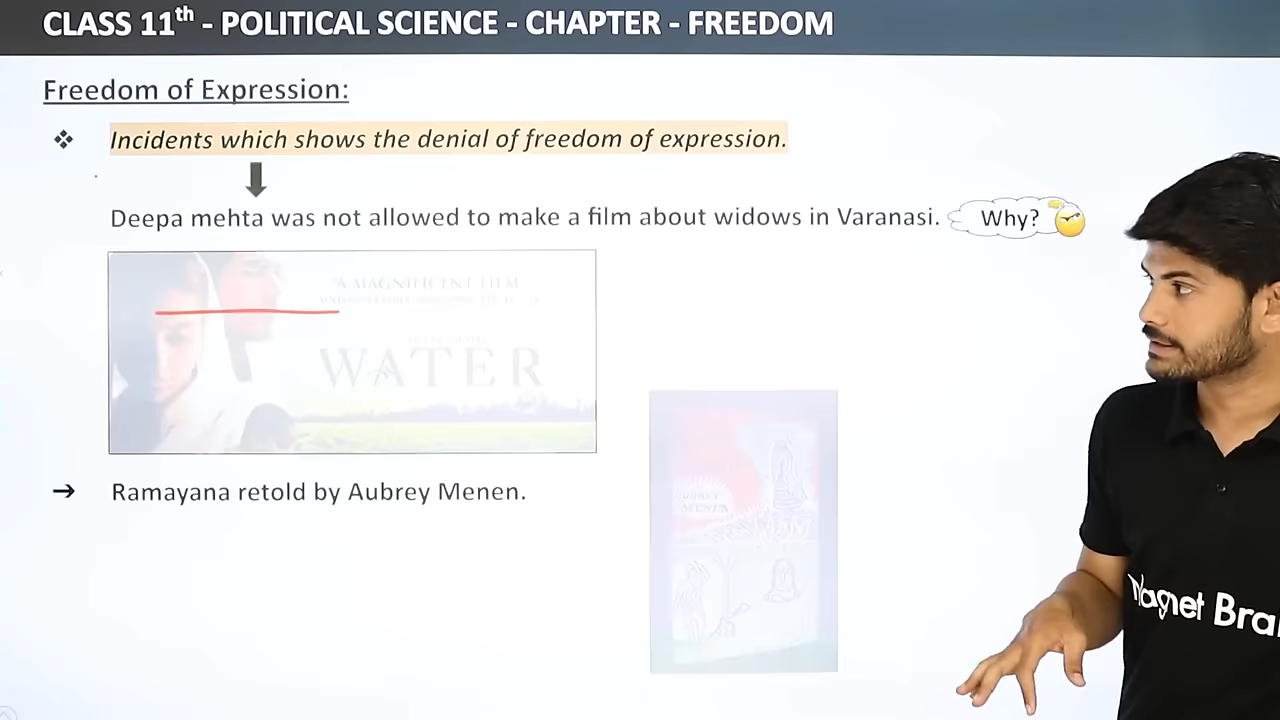 CLASS 11th - POLITICAL SCIENCE - CHAPTER - FREEDOM
Freedom of Expression:
Incidents which shows the denial of freedom of expression.
Deepa mehta was not allowed to make a film about widows in Varanasi.
Why?
"A MAGNIFICENT FILM
WATER
Ramayana retold by Aubrey Menen.
AUBREY
MENEN
Magnet Bra